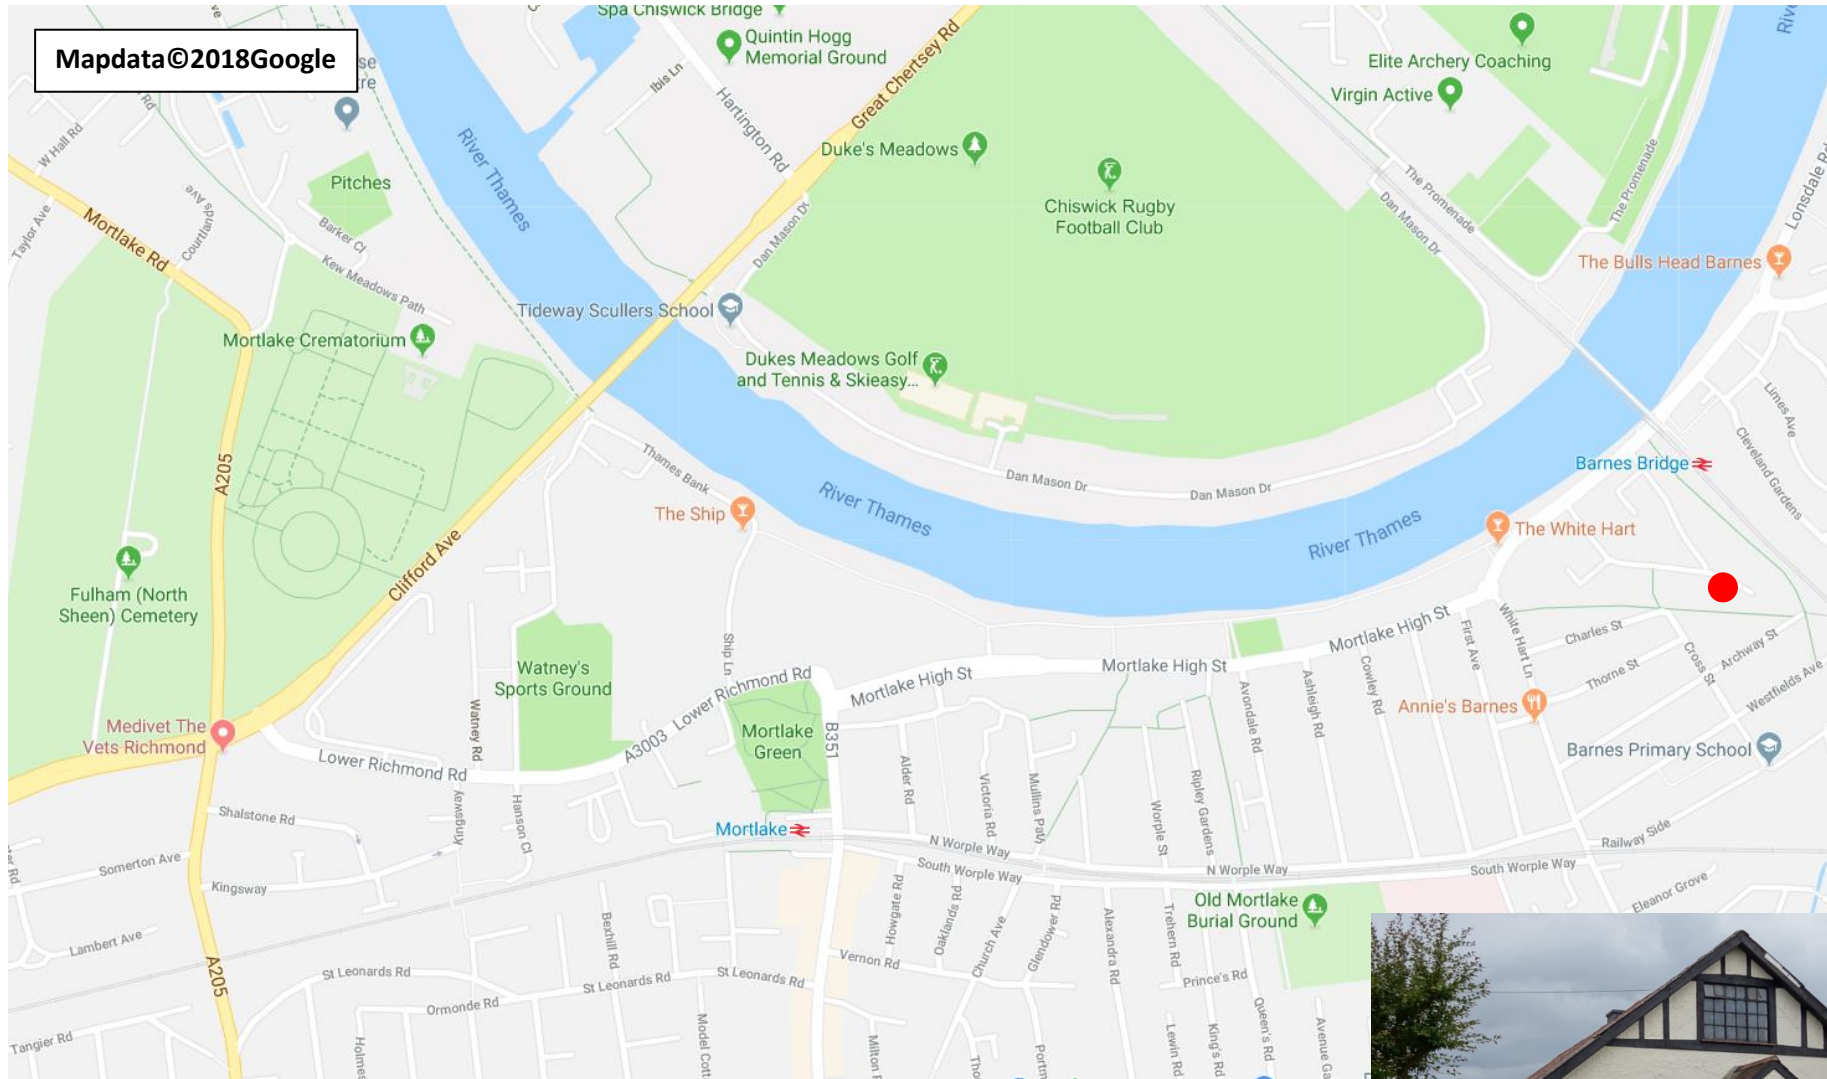 Mapdata©2018Google
Spa Chiswick Bridge
Quintin Hogg
Memorial Ground
Great Chertsey Rd
Elite Archery Coaching
Virgin Active
Ibis Ln
Hartington Rd
River Thames
W Hall Rd
Pitches
Duke's Meadows
Chiswick Rugby
Football Club
The Promenade
The Promenade
Dan Mason Dr
Lonsdale Rd
Taylor Ave
Mortlake Rd
Courtlands Ave
Barker Cl
Kew Meadows Path
Dan Mason Dr
The Bulls Head Barnes
Tideway Scullers School
Mortlake Crematorium
Dukes Meadows Golf
and Tennis & Skieasy...
Limes Ave
Cleveland Gardens
A205
Thames Bank
Dan Mason Dr
Dan Mason Dr
Barnes Bridge
The Ship
River Thames
River Thames
The White Hart
Clifford Ave
Fulham (North
Sheen) Cemetery
Mortlake High St
First Ave
White Hart Ln
Charles St
Cross St
Archway St
Thorne St
Westfields Ave
Ship Ln
Watney's
Sports Ground
Watney Rd
Lower Richmond Rd
A3003
Mortlake High St
Mortlake High St
Avondale Rd
Ashleigh Rd
Cowley Rd
Annie's Barnes
Barnes Primary School
Medivet The
Vets Richmond
Lower Richmond Rd
Mortlake
Green
B351
Alder Rd
Victoria Rd
Mullins Path
Worple St
Ripley Gardens
Shalstone Rd
Kingsway
Hanson Cl
Mortlake
N Worple Way
South Worple Way
N Worple Way
South Worple Way
Railway Side
Somerton Ave
Kingsway
Eleanor Grove
Howgate Rd
Oaklands Rd
Church Ave
Glendower Rd
Alexandra Rd
Trehern Rd
Old Mortlake
Burial Ground
Lambert Ave
A205
St Leonards Rd
Bexhill Rd
St Leonards Rd
St Leonards Rd
Vernon Rd
Prince's Rd
Ormonde Rd
Tangier Rd
Lewin Rd
King's Rd
Queen's Rd